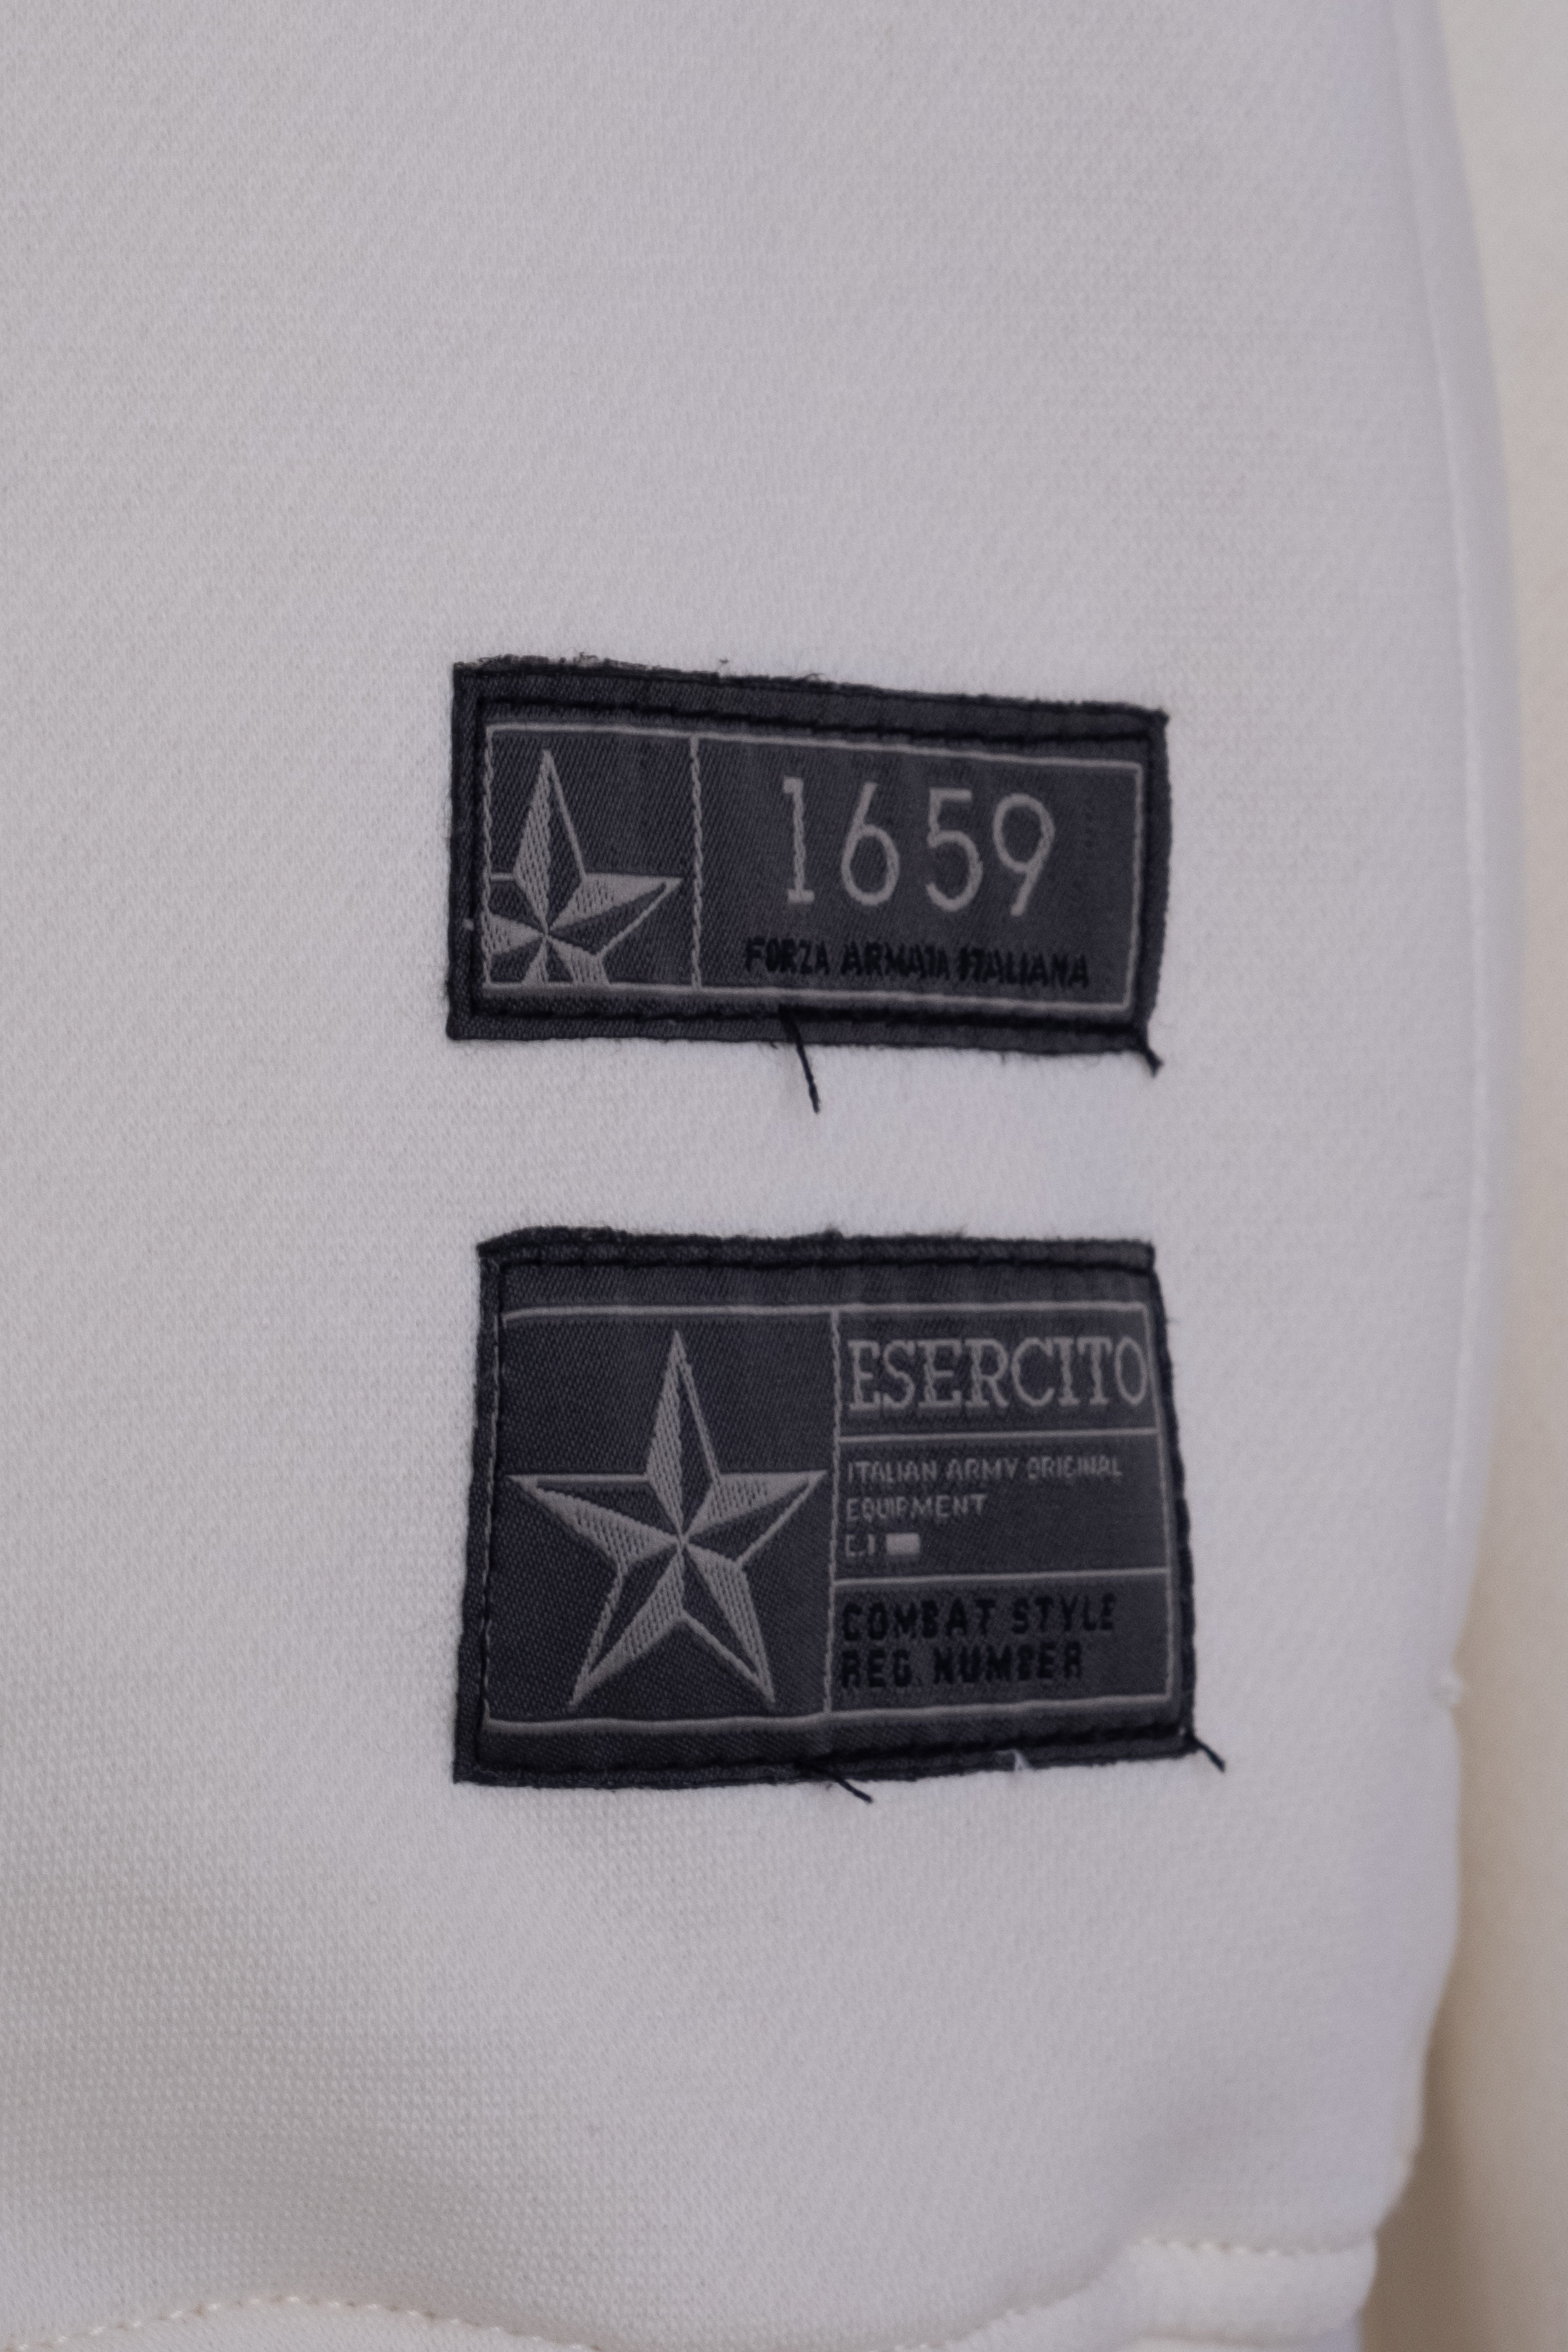 1659
FORZA ARMATA ITALIANA
ESERCITO
ITALIAN ARMY ORIGINAL
EQUIPMENT
E.I.
COMBAT STYLE
REG. NUMBER